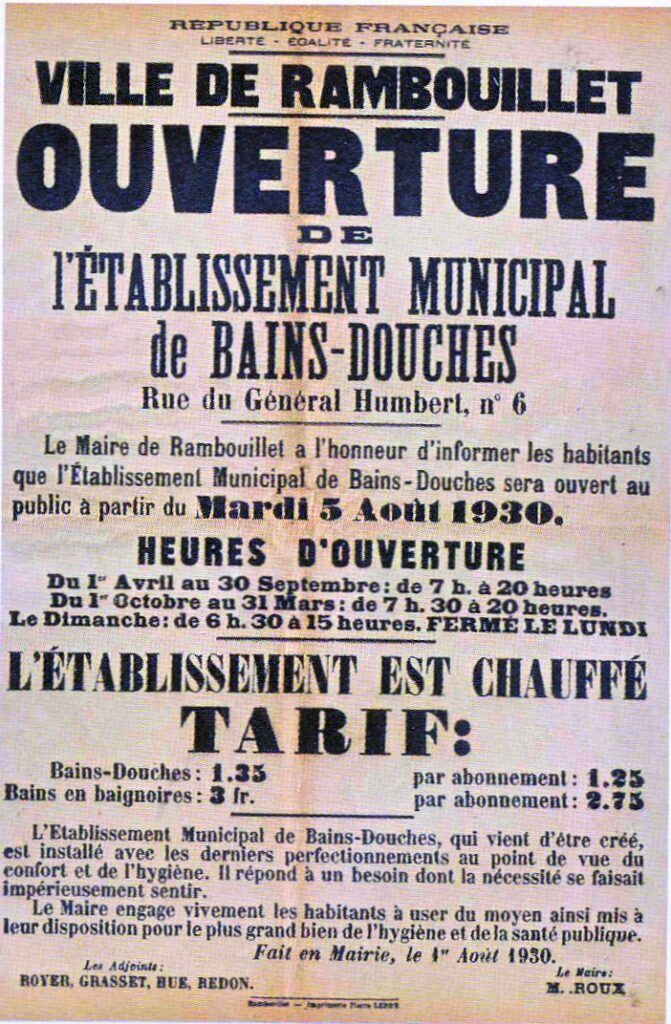 RÉPUBLIQUE FRANÇAISE
LIBERTÉ - ÉGALITÉ - FRATERNITÉ
VILLE DE RAMBOUILLET
OUVERTURE
DE
l'ÉTABLISSEMENT MUNICIPAL
de BAINS-DOUCHES
Rue du Général Humbert, n° 6
Le Maire de Rambouillet a l'honneur d'informer les habitants
que l'Établissement Municipal de Bains-Douches sera ouvert au
public à partir du Mardi 5 Août 1930.
HEURES D'OUVERTURE
Du 1er Avril au 30 Septembre: de 7 h. à 20 heures
Du 1er Octobre au 31 Mars: de 7 h. 30 à 20 heures.
Le Dimanche: de 6 h. 30 à 15 heures. FERMÉ LE LUNDI
L'ÉTABLISSEMENT EST CHAUFFÉ
TARIF:
Bains-Douches: 1.35 par abonnement: 1.25
Bains en baignoires: 3 fr. par abonnement: 2.75
L'Etablissement Municipal de Bains-Douches, qui vient d'être créé,
est installé avec les derniers perfectionnements au point de vue du
confort et de l'hygiène. Il répond à un besoin dont la nécessité se faisait
impérieusement sentir.
Le Maire engage vivement les habitants à user du moyen ainsi mis à
leur disposition pour le plus grand bien de l'hygiène et de la santé publique.
Fait en Mairie, le 1er Août 1930.
Les Adjoints: Le Maire:
ROYER, GRASSET, HUE, REDON. M. ROUX
Rambouillet — Imprimerie Pierre LEROY